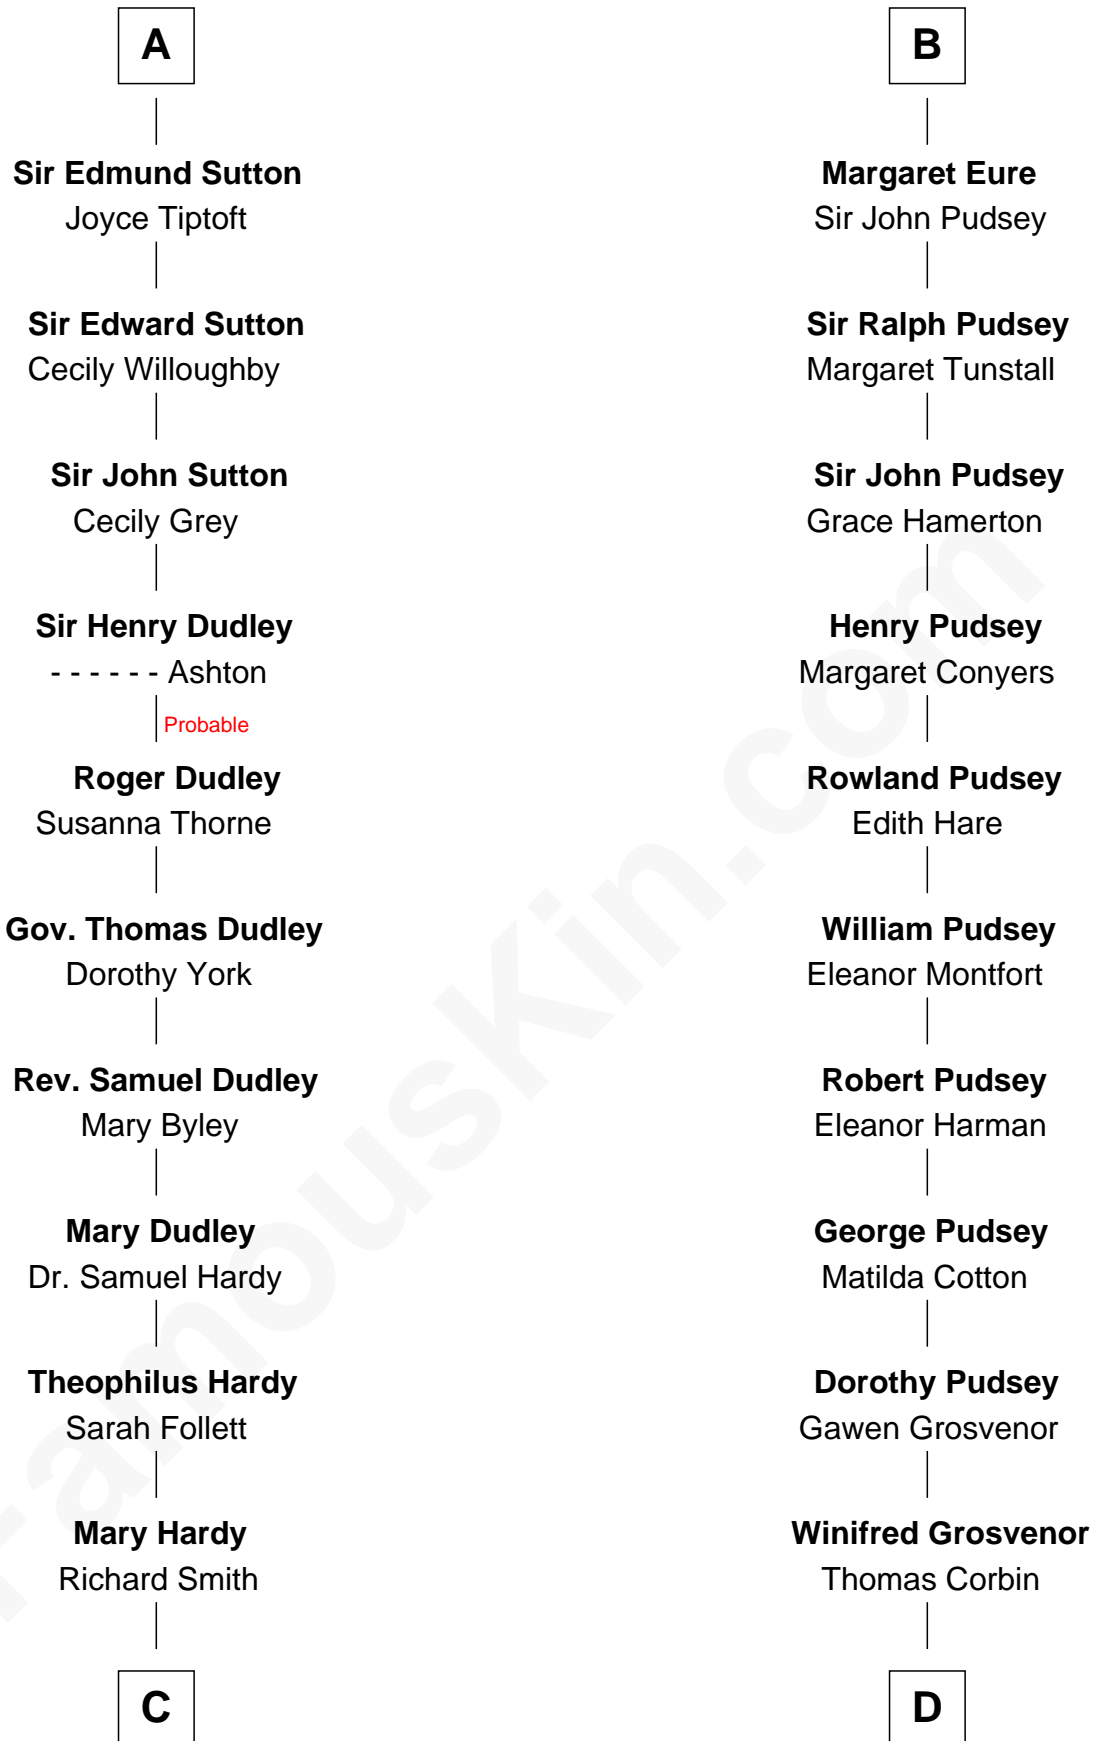 A
Sir Edmund Sutton
Joyce Tiptoft
Sir Edward Sutton
Cecily Willoughby
Sir John Sutton
Cecily Grey
Sir Henry Dudley
- - - - - - Ashton
Probable
Roger Dudley
Susanna Thorne
Gov. Thomas Dudley
Dorothy York
Rev. Samuel Dudley
Mary Byley
Mary Dudley
Dr. Samuel Hardy
Theophilus Hardy
Sarah Follett
Mary Hardy
Richard Smith
C
B
Margaret Eure
Sir John Pudsey
Sir Ralph Pudsey
Margaret Tunstall
Sir John Pudsey
Grace Hamerton
Henry Pudsey
Margaret Conyers
Rowland Pudsey
Edith Hare
William Pudsey
Eleanor Montfort
Robert Pudsey
Eleanor Harman
George Pudsey
Matilda Cotton
Dorothy Pudsey
Gawen Grosvenor
Winifred Grosvenor
Thomas Corbin
D
FamousKin.com